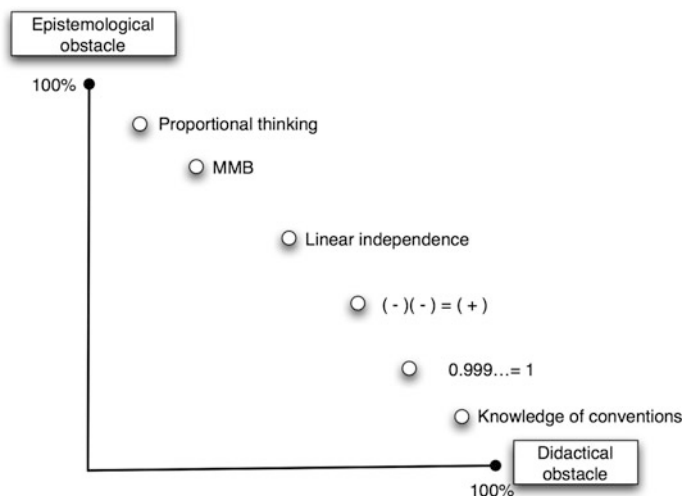 Epistemological
obstacle
100%
Proportional thinking
MMB
Linear independence
( - )( - ) = ( + )
0.999...= 1
Knowledge of conventions
Didactical
obstacle
100%